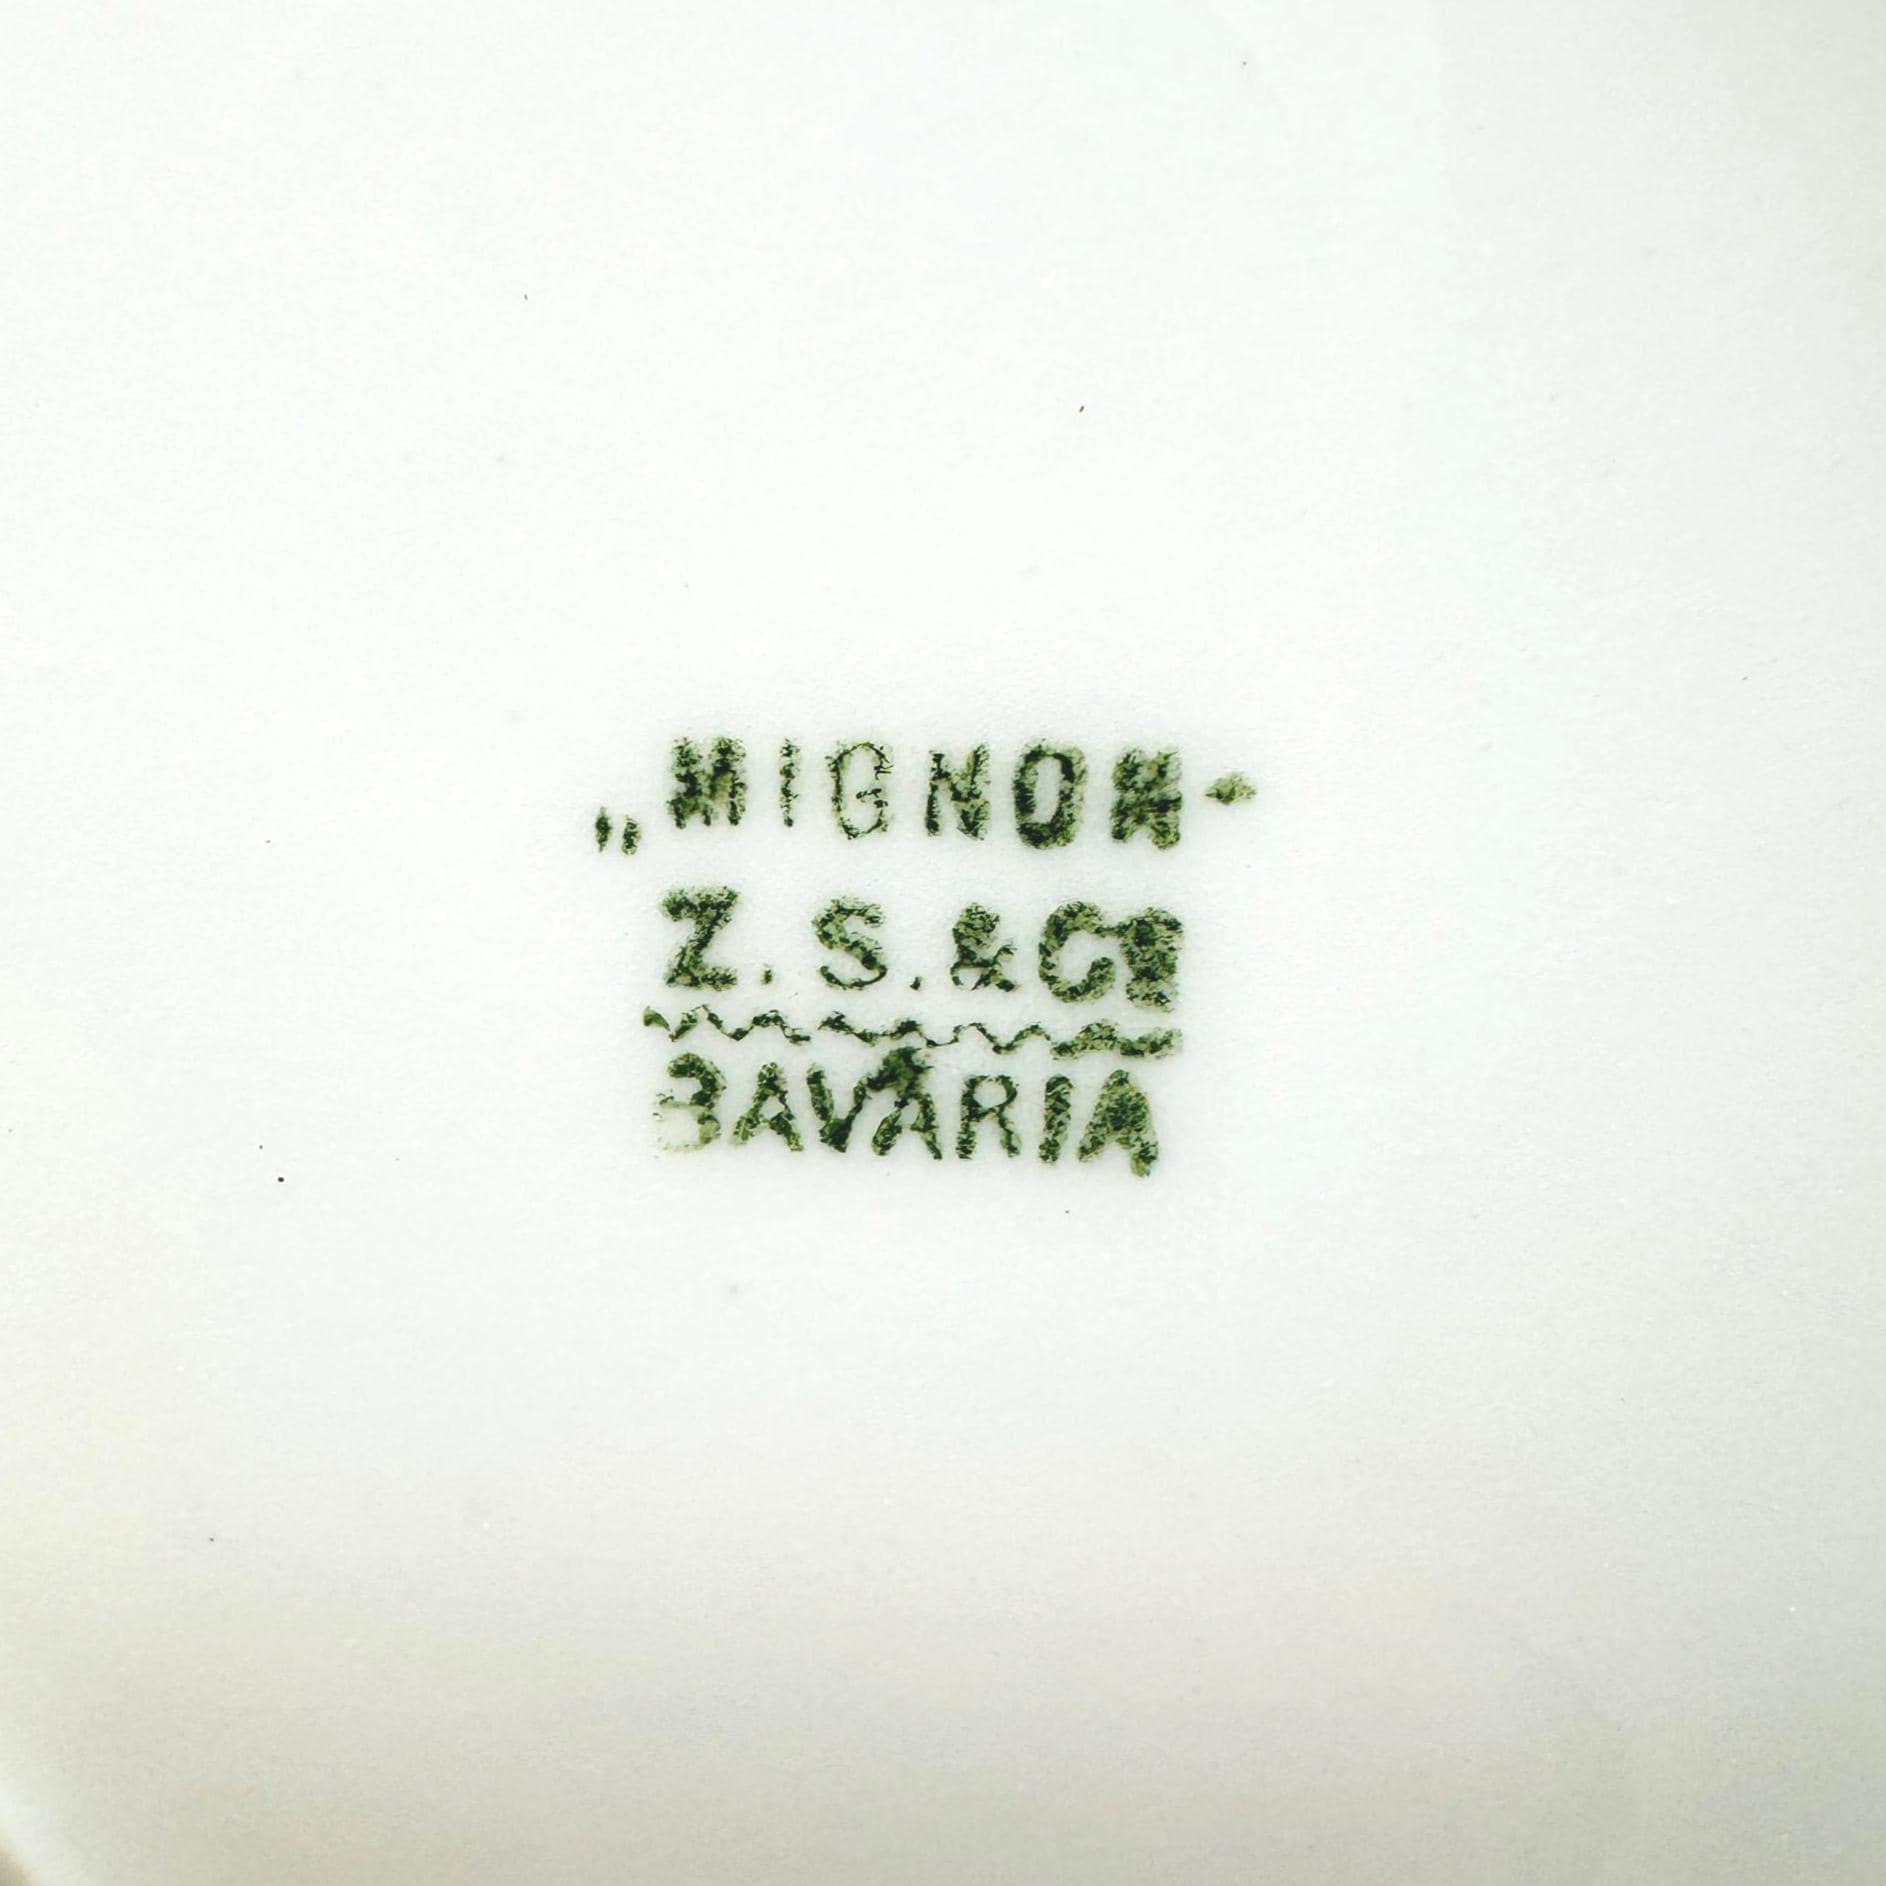 „MIGNON“
Z. S. & Cº
BAVARIA